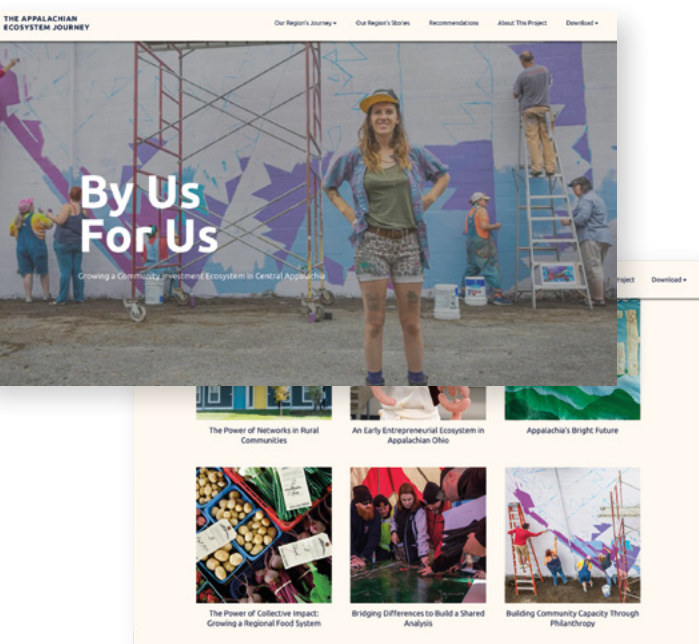 THE APPALACHIAN
ECOSYSTEM JOURNEY
Our Region's Journey
Our Region's Stories
Recommendations
About This Project
Download
By Us
For Us
Growing a Community Investment Ecosystem in Central Appalachia
Project
Download
The Power of Networks in Rural
Communities
An Early Entrepreneurial Ecosystem in
Appalachian Ohio
Appalachia's Bright Future
The Power of Collective Impact:
Growing a Regional Food System
Bridging Differences to Build a Shared
Analysis
Building Community Capacity Through
Philanthropy